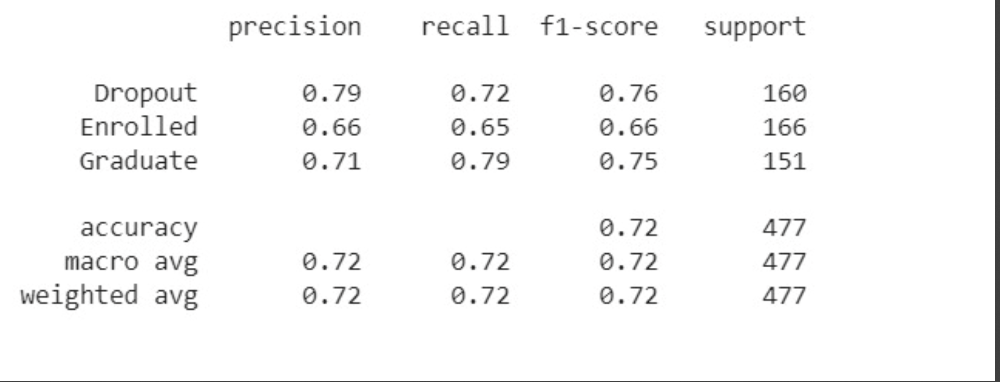 precision recall f1-score support
Dropout 0.79 0.72 0.76 160
Enrolled 0.66 0.65 0.66 166
Graduate 0.71 0.79 0.75 151
accuracy 0.72 477
macro avg 0.72 0.72 0.72 477
weighted avg 0.72 0.72 0.72 477